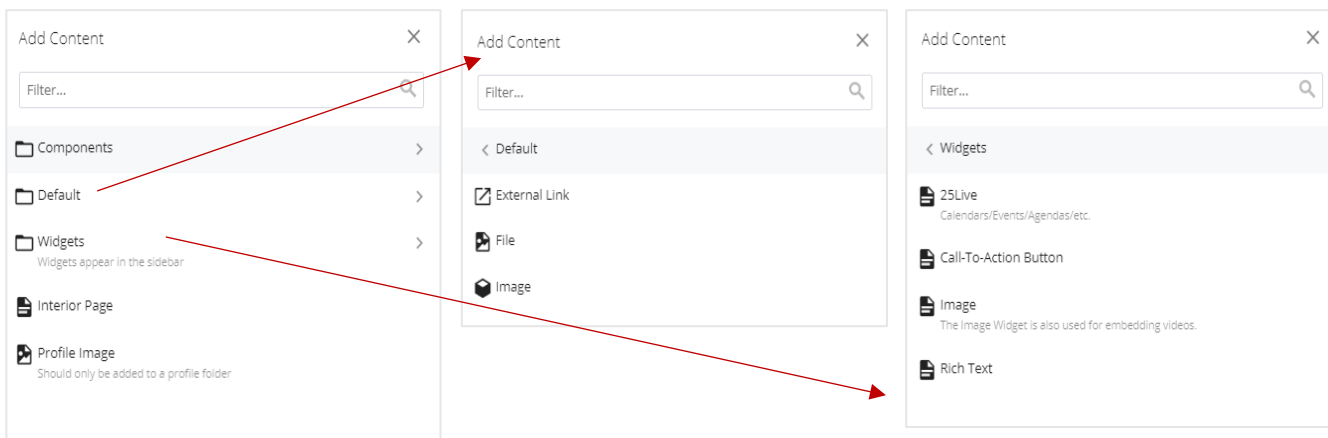 Add Content
Filter...
Components
Default
Widgets
Widgets appear in the sidebar
Interior Page
Profile Image
Should only be added to a profile folder
Add Content
Filter...
Default
External Link
File
Image
Add Content
Filter...
Widgets
25Live
Calendars/Events/Agendas/etc.
Call-To-Action Button
Image
The Image Widget is also used for embedding videos.
Rich Text